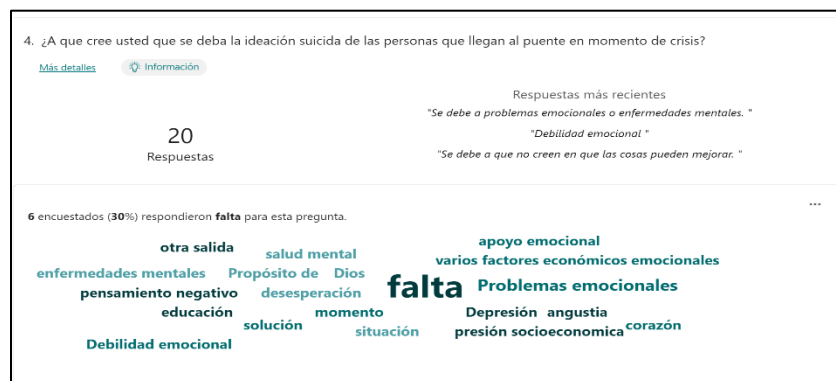 4. ¿A que cree usted que se deba la ideación suicida de las personas que llegan al puente en momento de crisis?
Más detalles
Información
Respuestas más recientes
"Se debe a problemas emocionales o enfermedades mentales. "
20
"Debilidad emocional "
Respuestas
"Se debe a que no creen en que las cosas pueden mejorar. "
...
6 encuestados (30%) respondieron falta para esta pregunta.
otra salida
apoyo emocional
salud mental
varios factores económicos emocionales
enfermedades mentales Propósito de Dios
falta Problemas emocionales
pensamiento negativo desesperación
educación momento Depresión angustia
solución situación presión socioeconomica corazón
Debilidad emocional